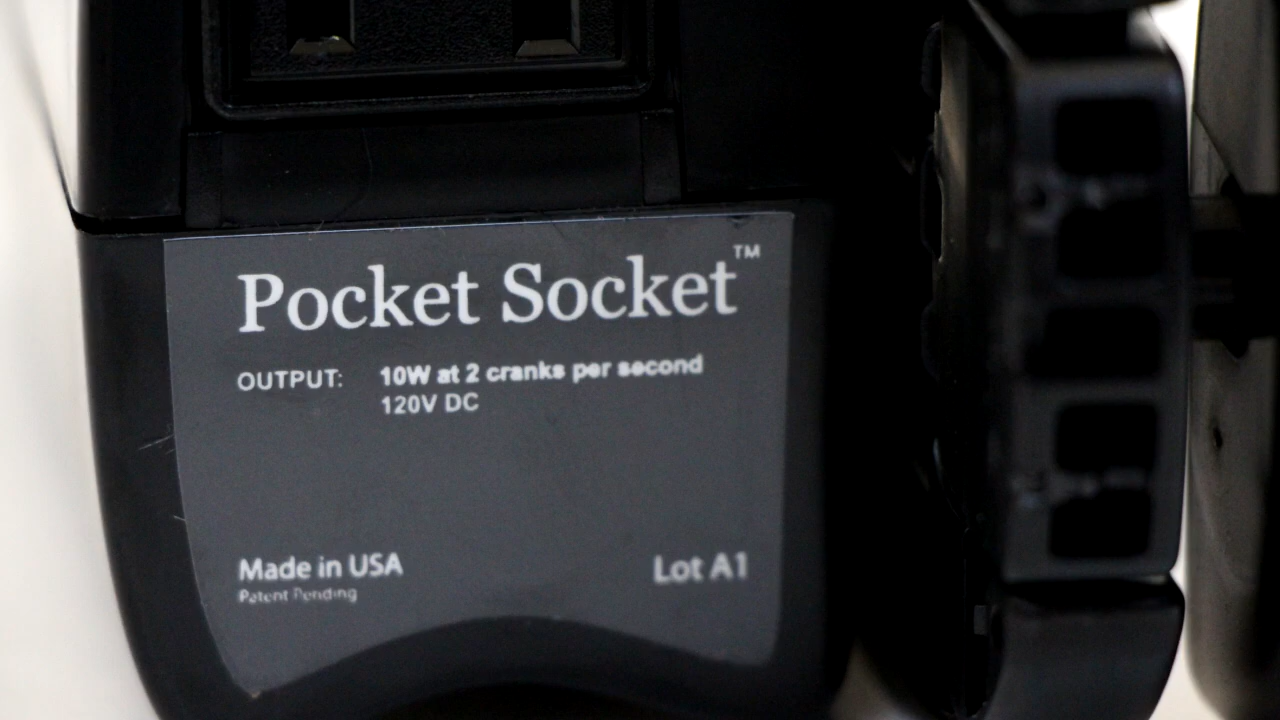 Pocket Socket™
OUTPUT: 10W at 2 cranks per second
120V DC
Made in USA Lot A1
Patent Pending